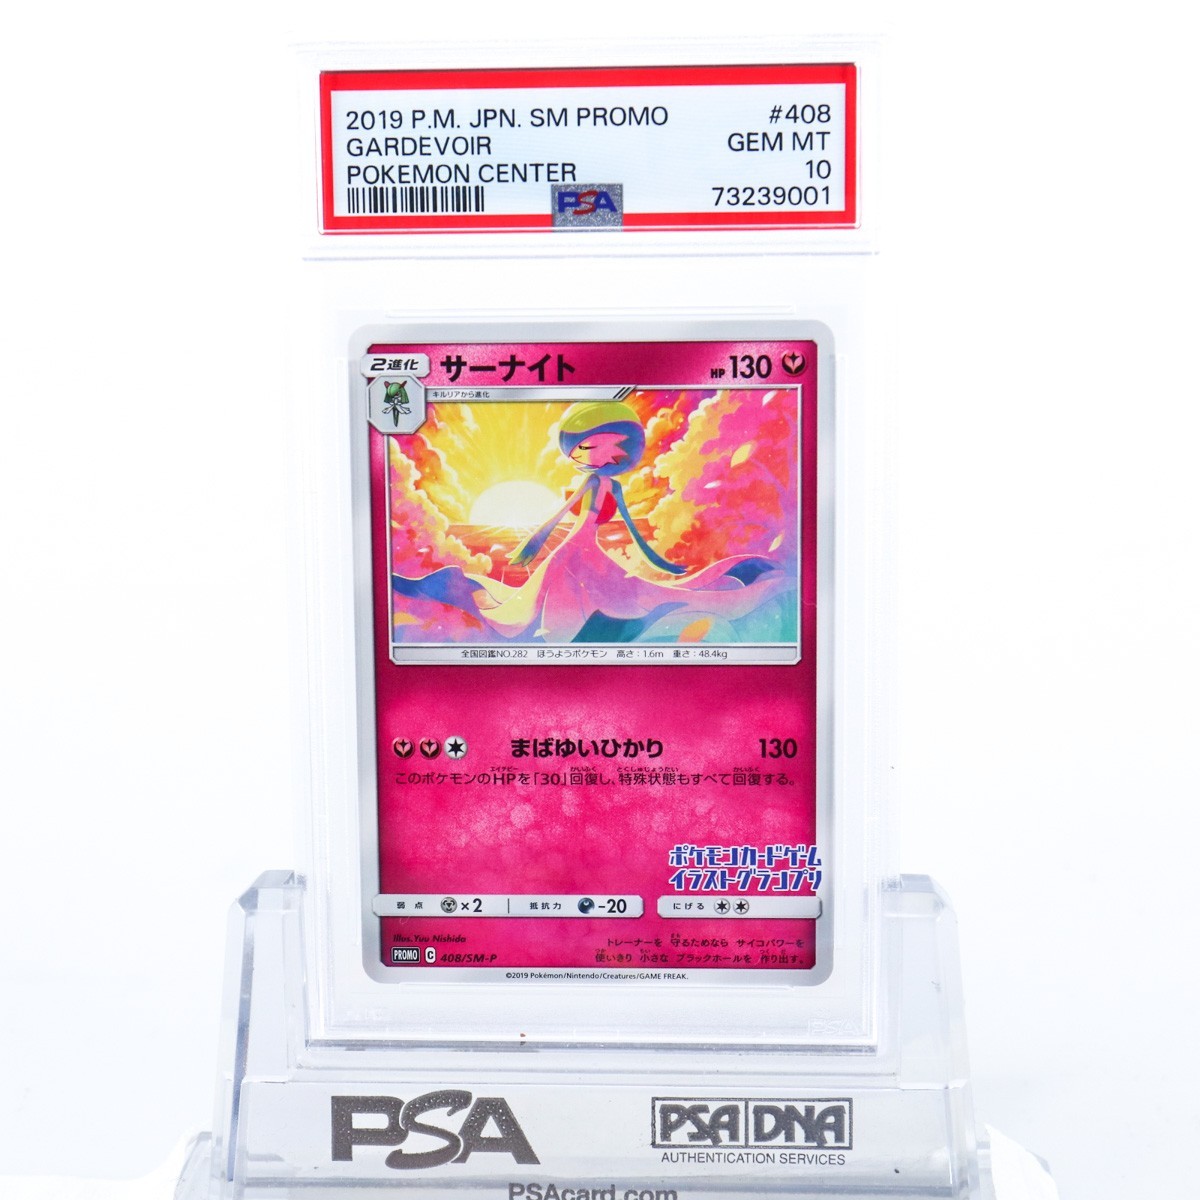 2019 P.M. JPN. SM PROMO #408
GARDEVOIR GEM MT
POKEMON CENTER 10
73239001
PSA
2進化 サーナイト HP 130
キルリアから進化
全国図鑑NO.282 ほうようポケモン 高さ:1.6m 重さ:48.4kg
まばゆいひかり 130
このポケモンのHPを「30」回復し、特殊状態もすべて回復する。
ポケモンカードゲーム
イラストグランプリ
弱点 ×2 抵抗力 -20 にげる
Illus. Yuu Nishida
PROMO C 408/SM-P
トレーナーを 守るためなら サイコパワーを
使いきり 小さな ブラックホールを 作り出す。
©2019 Pokémon/Nintendo/Creatures/GAME FREAK.
PSA
PSA DNA
AUTHENTICATION SERVICES
PSAcard.com